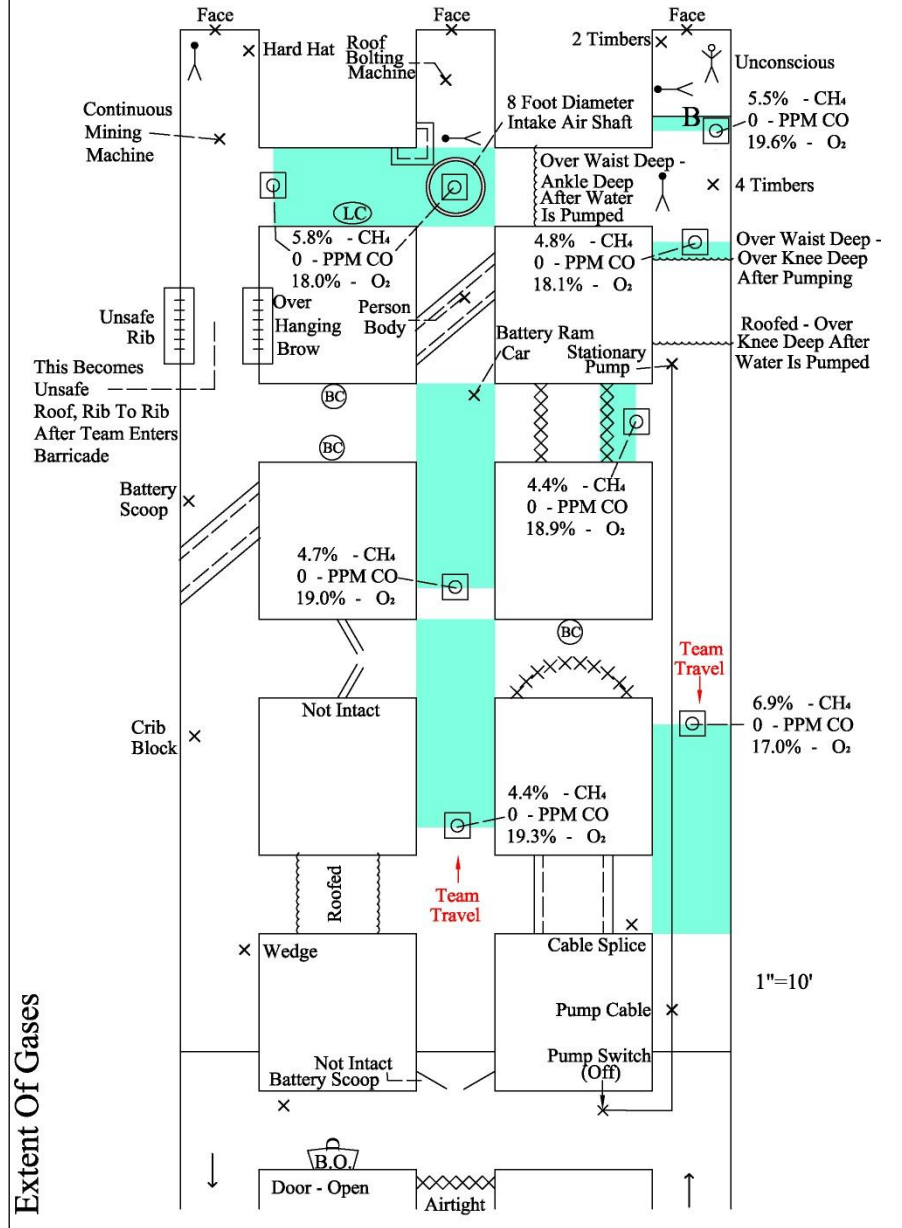 Face
Face
Face
Hard Hat
Roof
Bolting
Machine
2 Timbers
Unconscious
Continuous
Mining
Machine
8 Foot Diameter
Intake Air Shaft
B
5.5% - CH₄
0 - PPM CO
19.6% - O₂
Over Waist Deep -
Ankle Deep
After Water
Is Pumped
4 Timbers
LC
5.8% - CH₄
0 - PPM CO
18.0% - O₂
4.8% - CH₄
0 - PPM CO
18.1% - O₂
Over Waist Deep -
Over Knee Deep
After Pumping
Unsafe
Rib
Over
Hanging
Brow
Person
Body
Battery Ram
Car
Stationary
Pump
Roofed - Over
Knee Deep After
Water Is Pumped
This Becomes
Unsafe
Roof, Rib To Rib
After Team Enters
Barricade
BC
BC
Battery
Scoop
4.4% - CH₄
0 - PPM CO
18.9% - O₂
4.7% - CH₄
0 - PPM CO
19.0% - O₂
BC
Team
Travel
Not Intact
6.9% - CH₄
0 - PPM CO
17.0% - O₂
Crib
Block
4.4% - CH₄
0 - PPM CO
19.3% - O₂
Roofed
Team
Travel
Wedge
Cable Splice
1"=10'
Pump Cable
Extent Of Gases
Not Intact
Battery Scoop
Pump Switch
(Off)
B.O.
Door - Open
Airtight